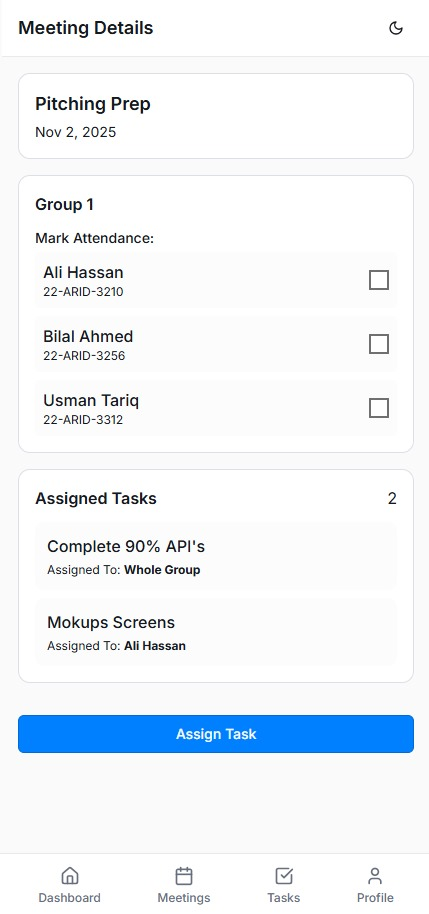 Meeting Details
Pitching Prep
Nov 2, 2025
Group 1
Mark Attendance:
Ali Hassan
22-ARID-3210
Bilal Ahmed
22-ARID-3256
Usman Tariq
22-ARID-3312
Assigned Tasks 2
Complete 90% API's
Assigned To: Whole Group
Mokups Screens
Assigned To: Ali Hassan
Assign Task
Dashboard Meetings Tasks Profile